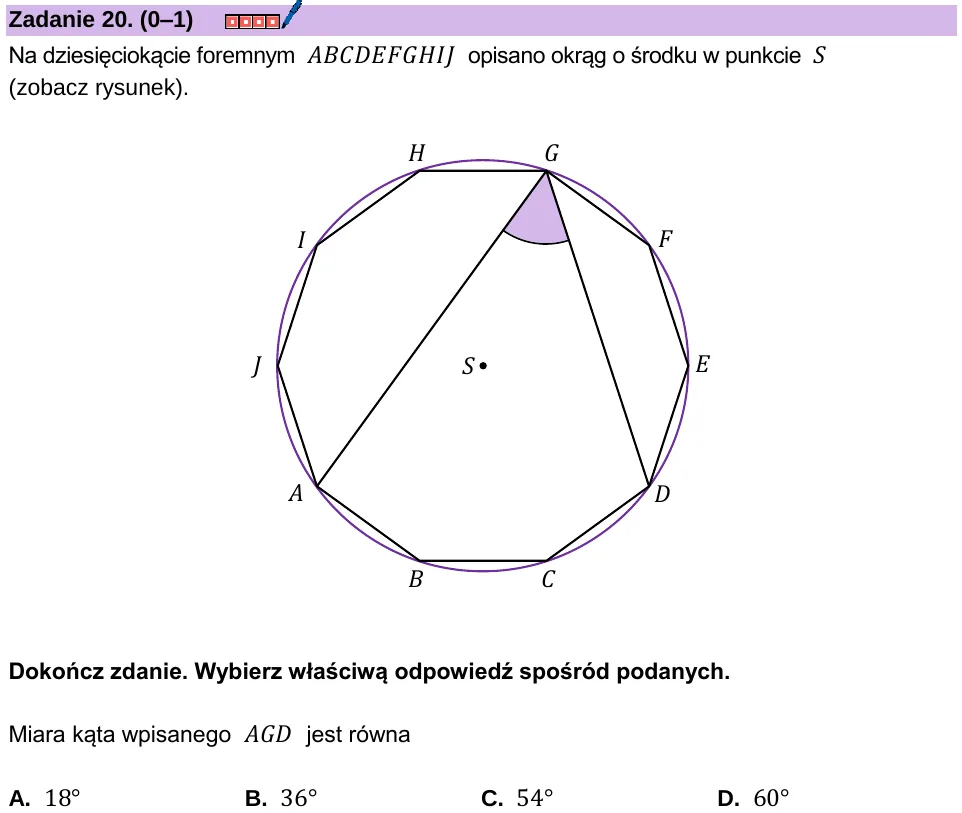 Zadanie 20. (0–1)
Na dziesięciokącie foremnym ABCDEFGHIJ opisano okrąg o środku w punkcie S
(zobacz rysunek).
H G
I F
J S E
A D
B C
Dokończ zdanie. Wybierz właściwą odpowiedź spośród podanych.
Miara kąta wpisanego AGD jest równa
A. 18° B. 36° C. 54° D. 60°